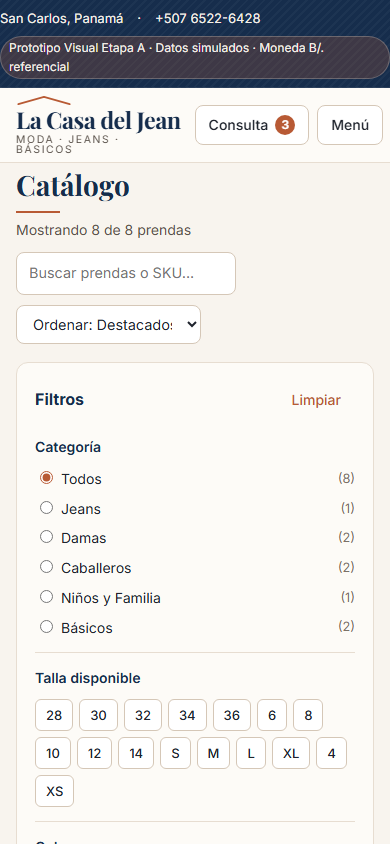 San Carlos, Panamá · +507 6522-6428
Prototipo Visual Etapa A · Datos simulados · Moneda B/.
referencial
La Casa del Jean
MODA · JEANS ·
BÁSICOS
Consulta 3
Menú
Catálogo
Mostrando 8 de 8 prendas
Buscar prendas o SKU...
Ordenar: Destacados
Filtros
Limpiar
Categoría
Todos (8)
Jeans (1)
Damas (2)
Caballeros (2)
Niños y Familia (1)
Básicos (2)
Talla disponible
28 30 32 34 36 6 8
10 12 14 S M L XL 4
XS